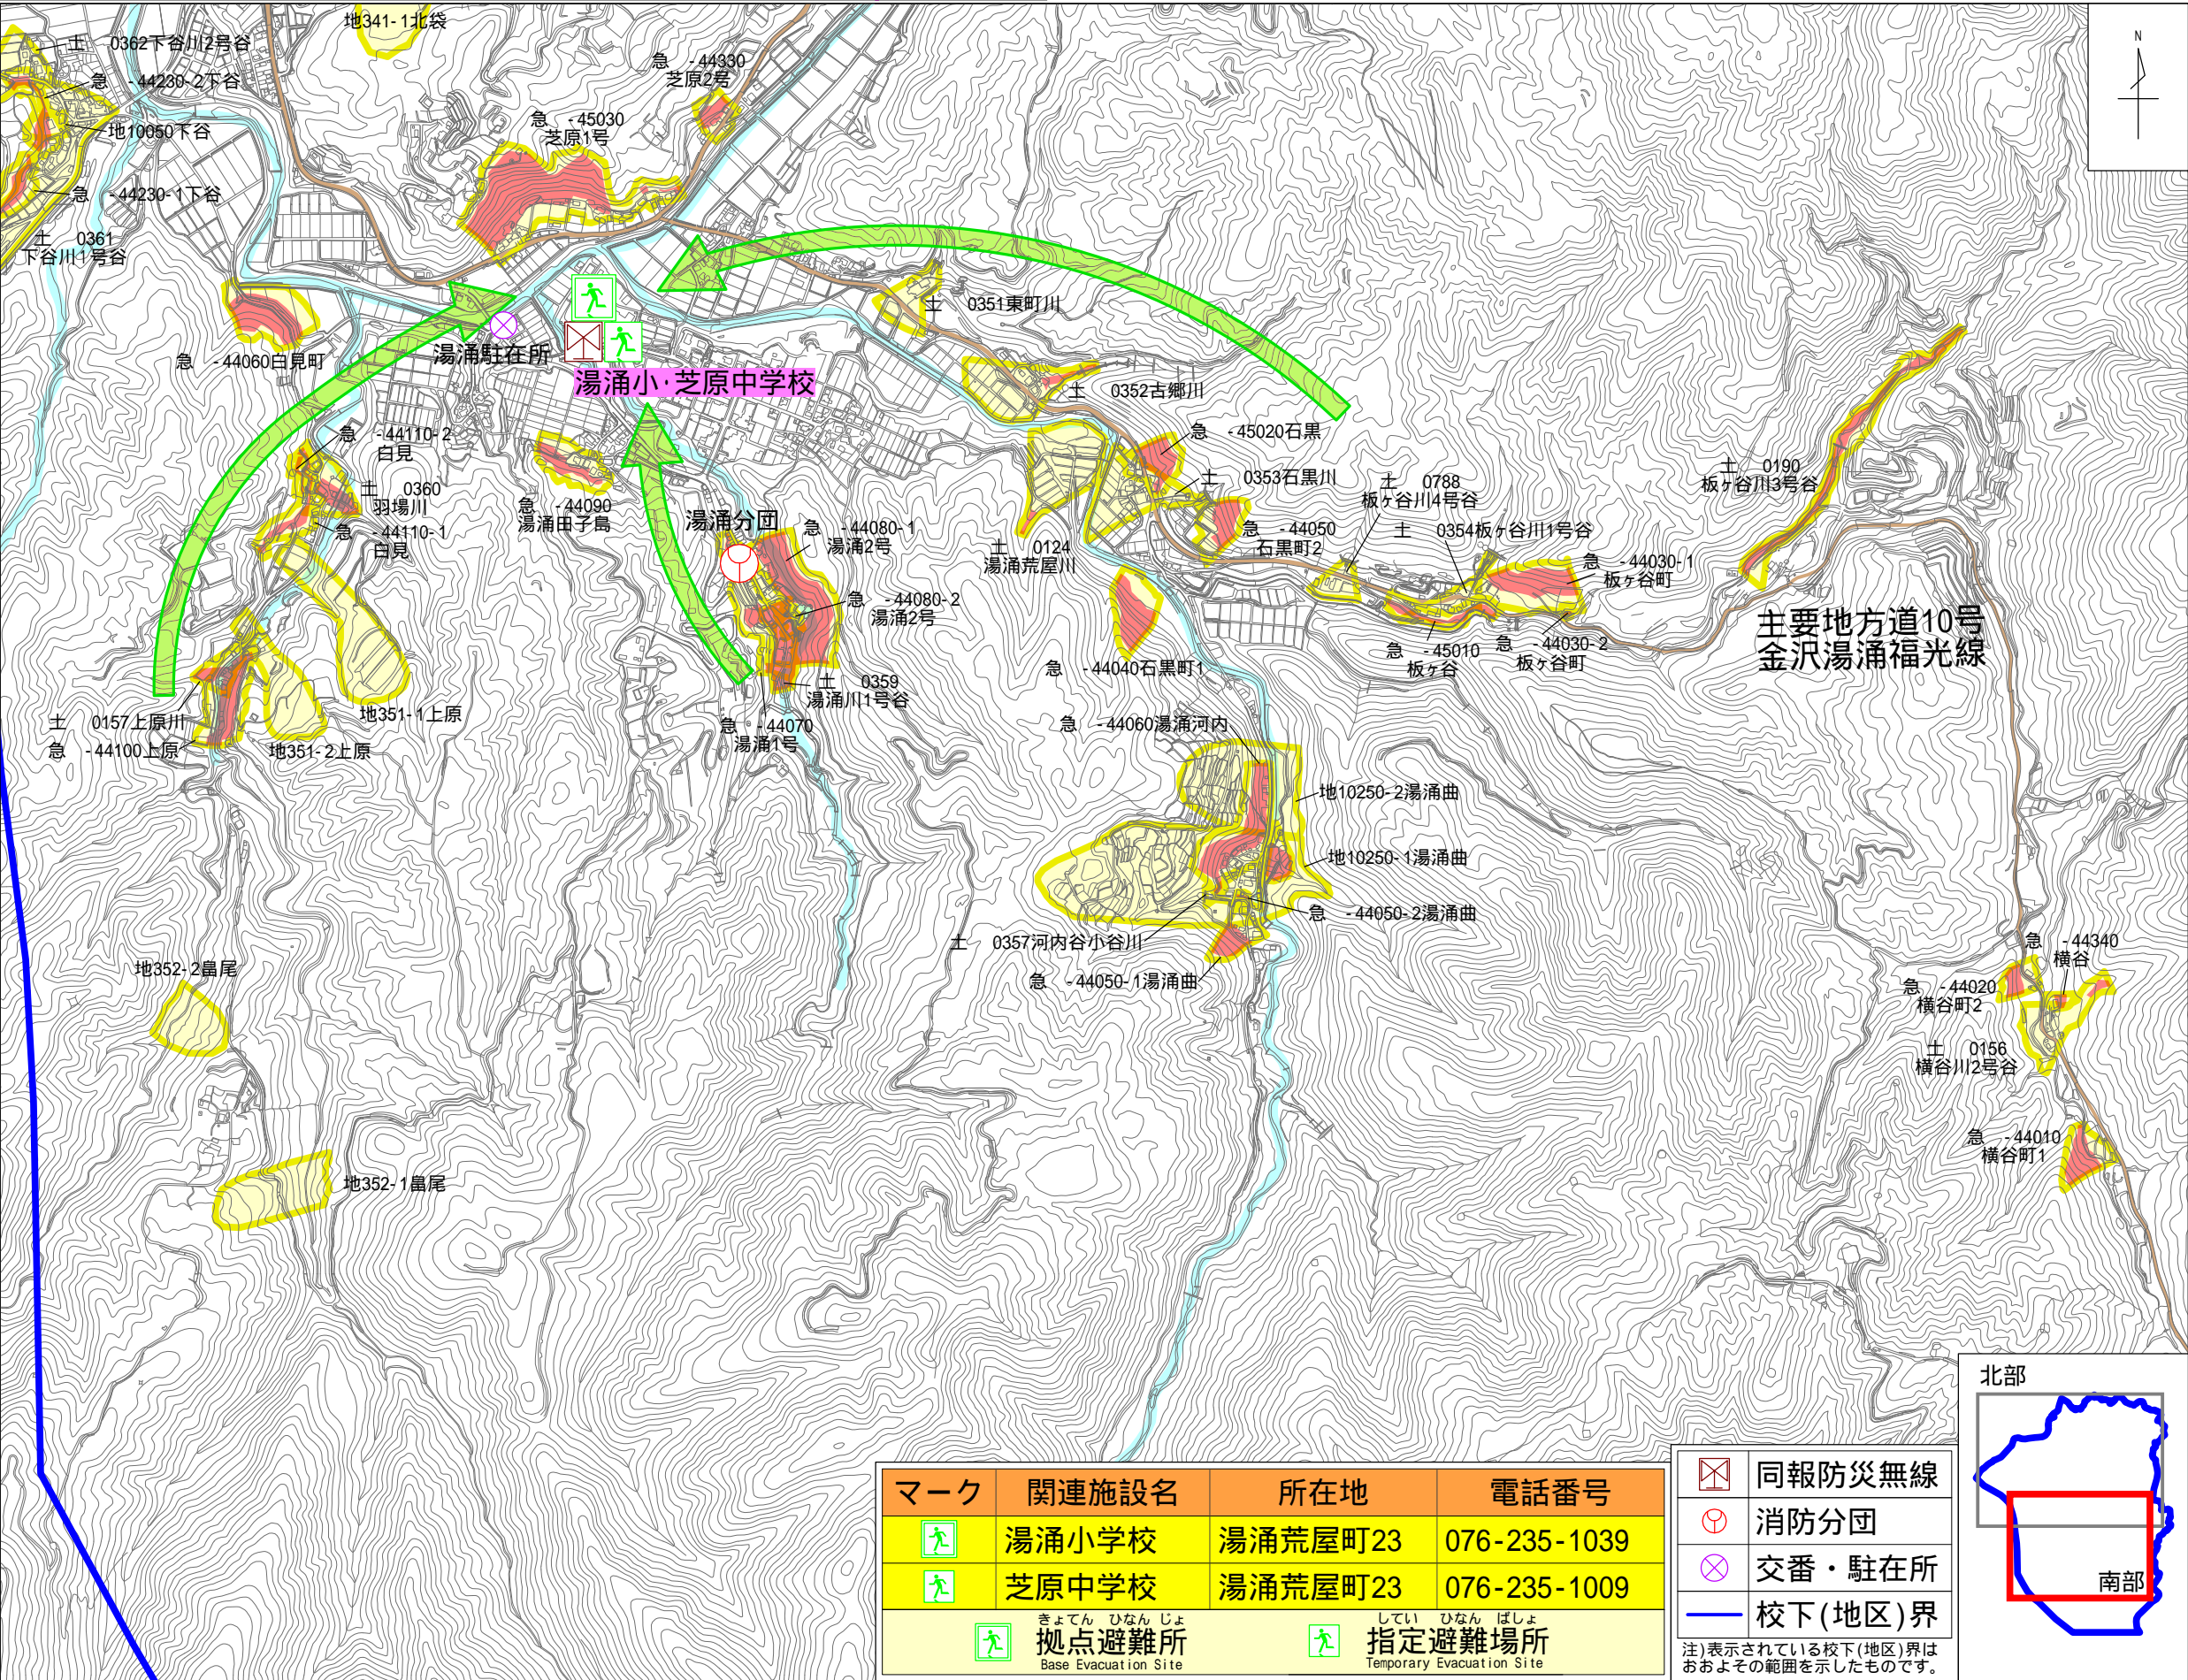 地341-1北袋
土 0362下谷川2号谷
急 -44230-2下谷
地10050下谷
急 -44230-1下谷
土 0361
下谷川1号谷
急 -44330
芝原2号
急 -45030
芝原1号
N
急 -44060白見町
湯涌駐在所
湯涌小・芝原中学校
土 0351東町川
土 0352古郷川
急 -44110-2
白見
土 0360
羽場川
急 -44110-1
白見
急 -44090
湯涌田子島
湯涌分団
急 -44080-1
湯涌2号
急 -44080-2
湯涌2号
土 0359
湯涌川1号谷
急 -44070
湯涌1号
急 -45020石黒
土 0353石黒川
急 -44050
石黒町2
土 0124
湯涌荒屋川
土 0788
板ヶ谷川4号谷
土 0354板ヶ谷川1号谷
急 -44030-1
板ヶ谷町
土 0190
板ヶ谷川3号谷
急 -44040石黒町1
急 -45010
板ヶ谷
急 -44030-2
板ヶ谷町
主要地方道10号
金沢湯涌福光線
土 0157上原川
急 -44100上原
地351-1上原
地351-2上原
急 -44060湯涌河内
地10250-2湯涌曲
地10250-1湯涌曲
急 -44050-2湯涌曲
土 0357河内谷小谷川
急 -44050-1湯涌曲
地352-2畠尾
地352-1畠尾
急 -44340
横谷
急 -44020
横谷町2
土 0156
横谷川2号谷
急 -44010
横谷町1
マーク 関連施設名 所在地 電話番号
湯涌小学校 湯涌荒屋町23 076-235-1039
芝原中学校 湯涌荒屋町23 076-235-1009
きょてん ひなん じょ
拠点避難所
Base Evacuation Site
してい ひなん ばしょ
指定避難場所
Temporary Evacuation Site
同報防災無線
消防分団
交番・駐在所
校下(地区)界
注)表示されている校下(地区)界は
おおよその範囲を示したものです。
北部
南部